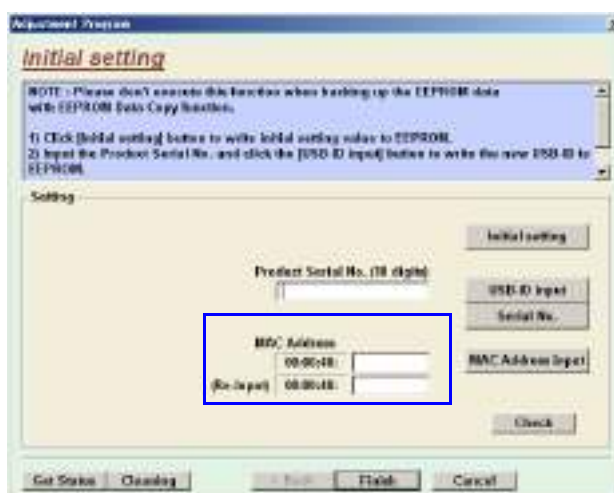 Adjustment Program
Initial setting
NOTE : Please don't execute this function when backing up the EEPROM data
with EEPROM Data Copy function.
1) Click [Initial setting] button to write initial setting value to EEPROM.
2) Input the Product Serial No. and click the [USB-ID input] button to write the new USB-ID to
EEPROM.
Setting
Initial setting
Product Serial No. (10 digits)
USB-ID input
Serial No.
MAC Address
00:00:48:
MAC Address Input
(Re-Input) 00:00:48:
Check
Get Status Cleaning < Back Finish Cancel